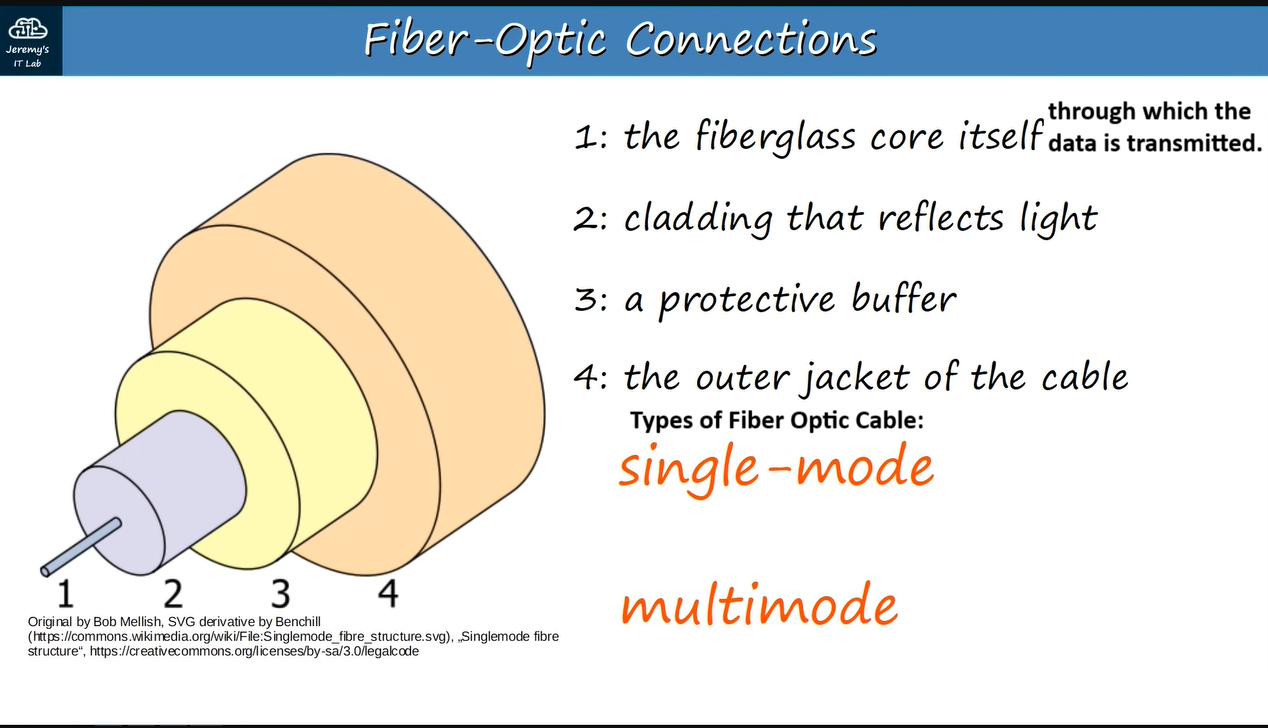 Jeremy's
IT Lab
Fiber-Optic Connections
1: the fiberglass core itself
through which the
data is transmitted.
2: cladding that reflects light
3: a protective buffer
4: the outer jacket of the cable
Types of Fiber Optic Cable:
single-mode
multimode
1 2 3 4
Original by Bob Mellish, SVG derivative by Benchill
(https://commons.wikimedia.org/wiki/File:Singlemode_fibre_structure.svg), „Singlemode fibre
structure“, https://creativecommons.org/licenses/by-sa/3.0/legalcode